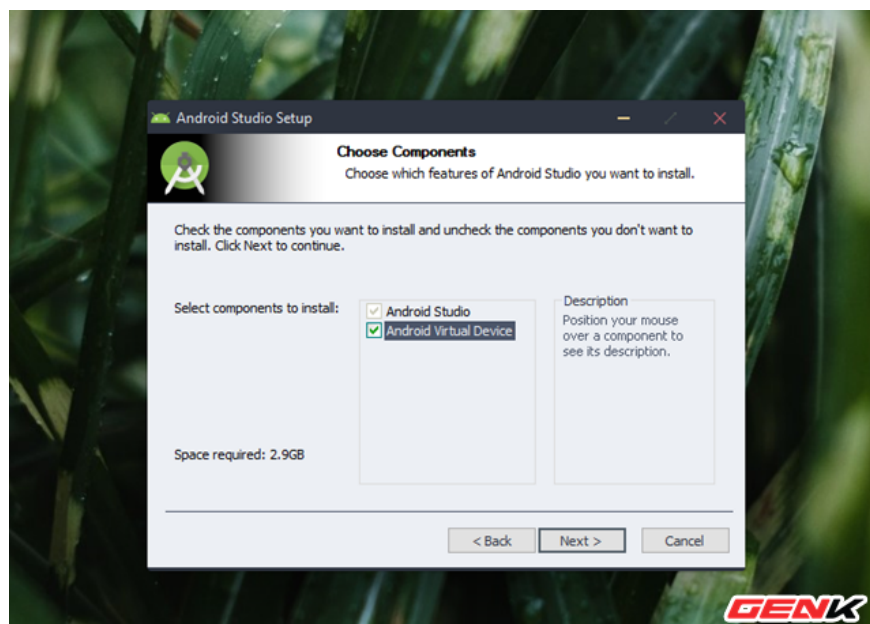 Android Studio Setup
Choose Components
Choose which features of Android Studio you want to install.
Check the components you want to install and uncheck the components you don't want to
install. Click Next to continue.
Select components to install:
Android Studio
Android Virtual Device
Description
Position your mouse
over a component to
see its description.
Space required: 2.9GB
< Back
Next >
Cancel
GENK